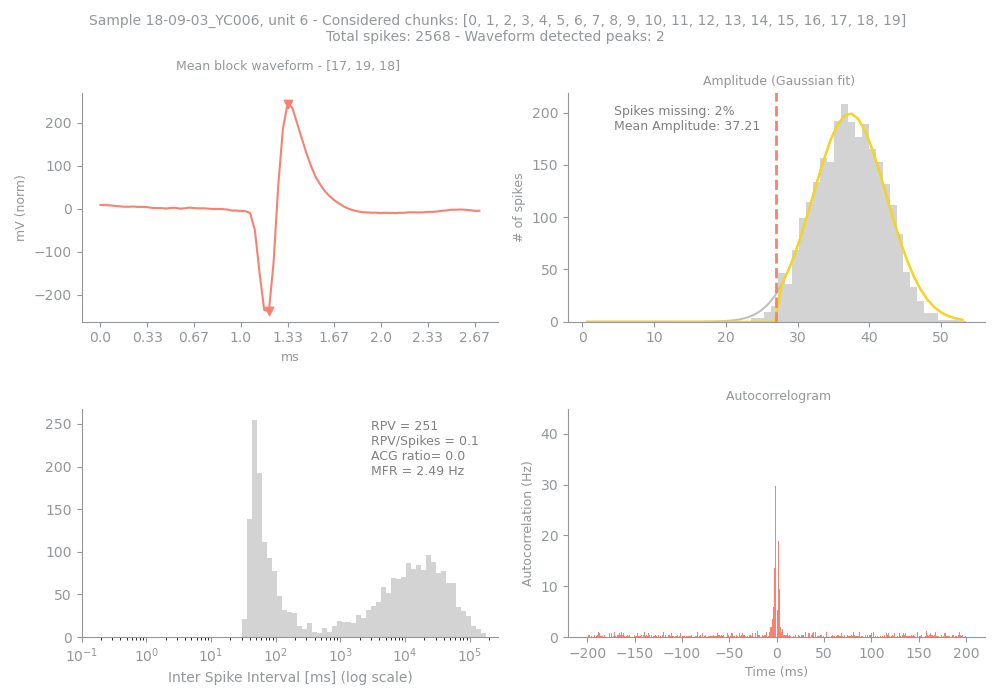 Sample 18-09-03_YC006, unit 6 - Considered chunks: [0, 1, 2, 3, 4, 5, 6, 7, 8, 9, 10, 11, 12, 13, 14, 15, 16, 17, 18, 19]
Total spikes: 2568 - Waveform detected peaks: 2
Mean block waveform - [17, 19, 18]
mV (norm)
200
100
0
−100
−200
0.0 0.33 0.67 1.0 1.33 1.67 2.0 2.33 2.67
ms
Amplitude (Gaussian fit)
Spikes missing: 2%
Mean Amplitude: 37.21
# of spikes
200
150
100
50
0
0 10 20 30 40 50
250
200
150
100
50
0
RPV = 251
RPV/Spikes = 0.1
ACG ratio= 0.0
MFR = 2.49 Hz
10⁻¹ 10⁰ 10¹ 10² 10³ 10⁴ 10⁵
Inter Spike Interval [ms] (log scale)
Autocorrelogram
Autocorrelation (Hz)
40
30
20
10
0
−200 −150 −100 −50 0 50 100 150 200
Time (ms)